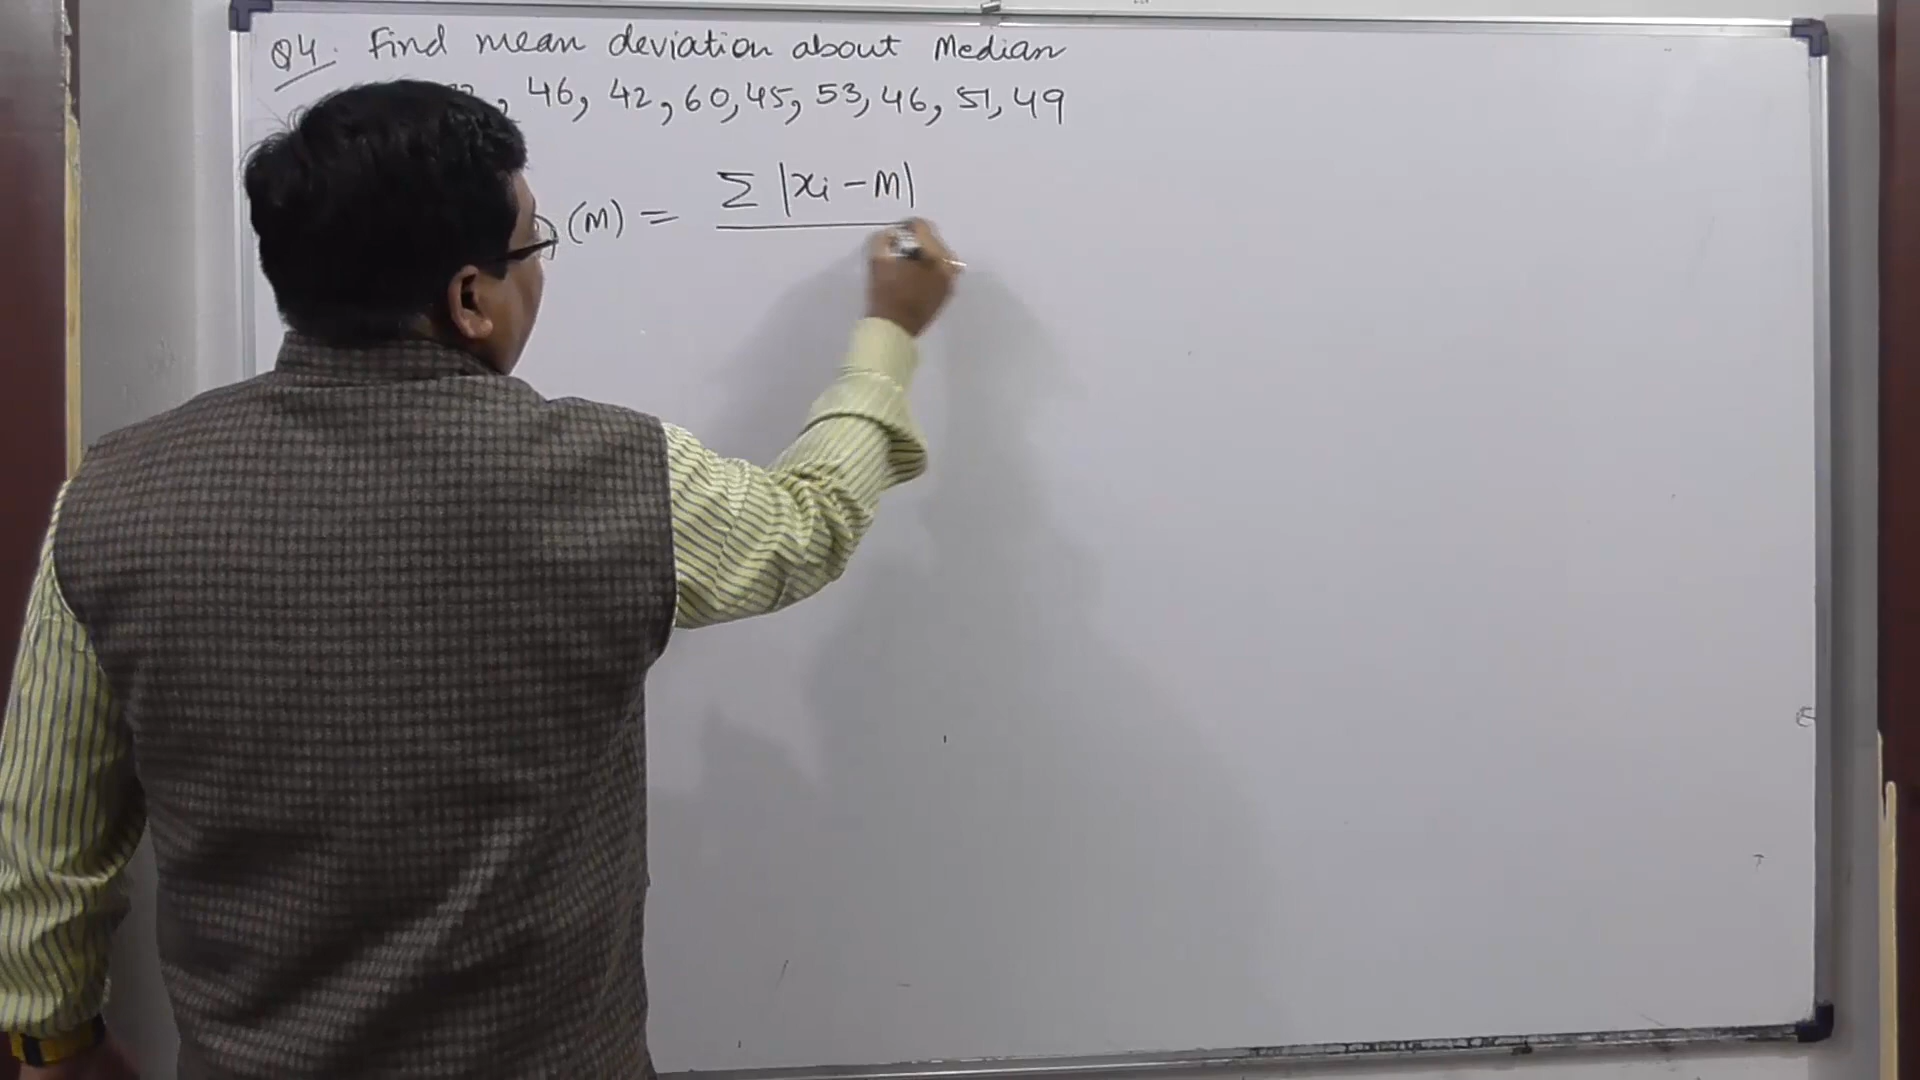 Q4. Find mean deviation about Median
, 46, 42, 60, 45, 53, 46, 51, 49
(M) = Σ |xi - M|